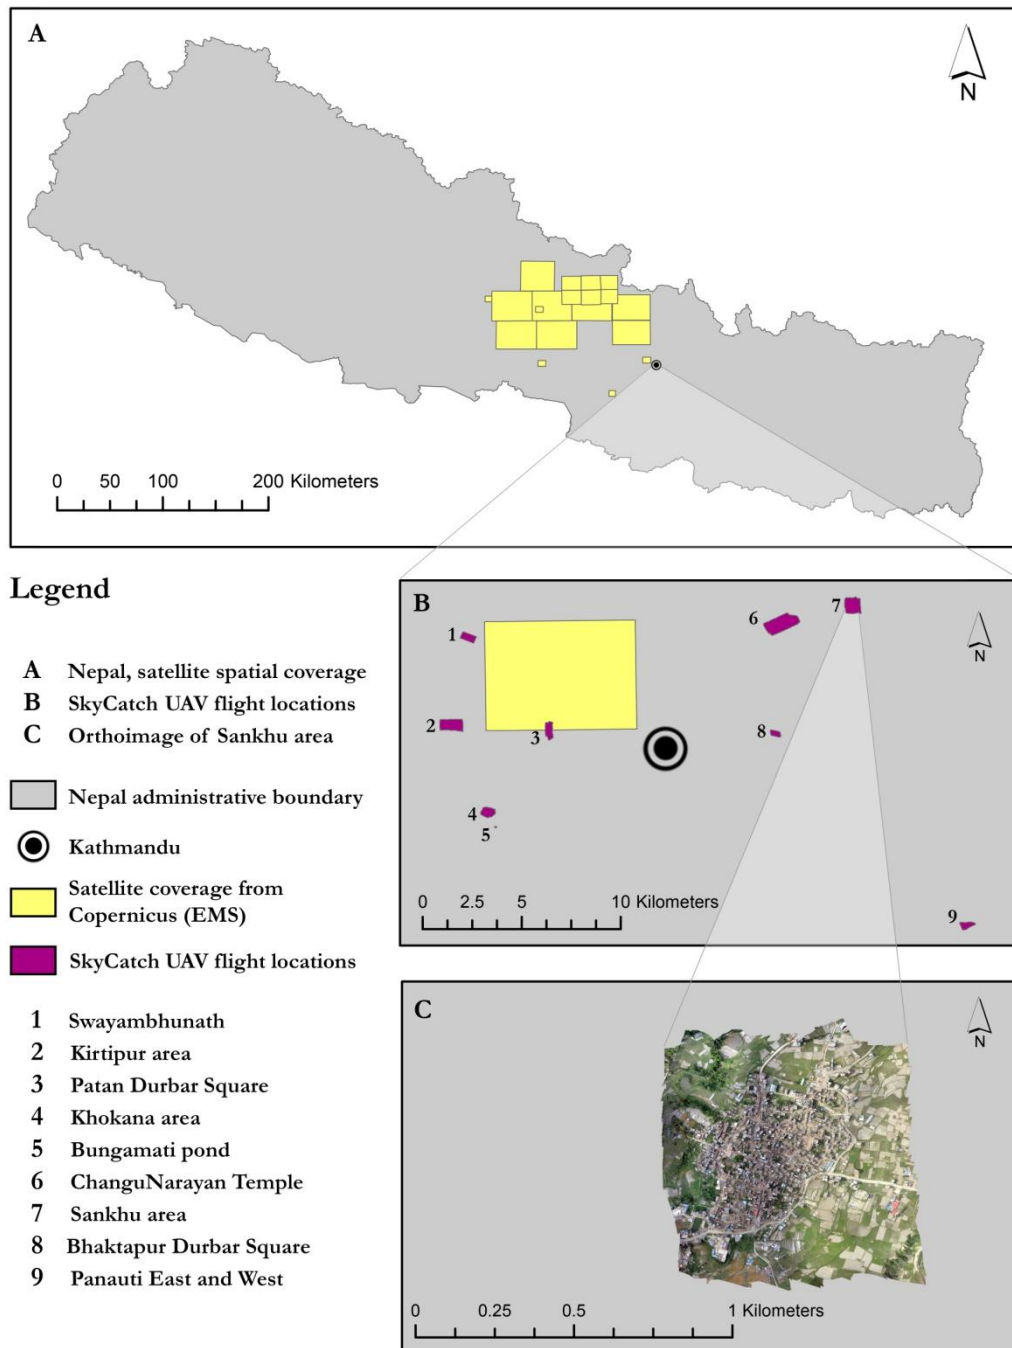 A
N
0 50 100 200 Kilometers
Legend
A Nepal, satellite spatial coverage
B SkyCatch UAV flight locations
C Orthoimage of Sankhu area
Nepal administrative boundary
Kathmandu
Satellite coverage from
Copernicus (EMS)
SkyCatch UAV flight locations
1 Swayambhunath
2 Kirtipur area
3 Patan Durbar Square
4 Khokana area
5 Bungamati pond
6 ChanguNarayan Temple
7 Sankhu area
8 Bhaktapur Durbar Square
9 Panauti East and West
B
N
1
2
3
4
5
6
7
8
9
0 2.5 5 10 Kilometers
C
N
0 0.25 0.5 1 Kilometers